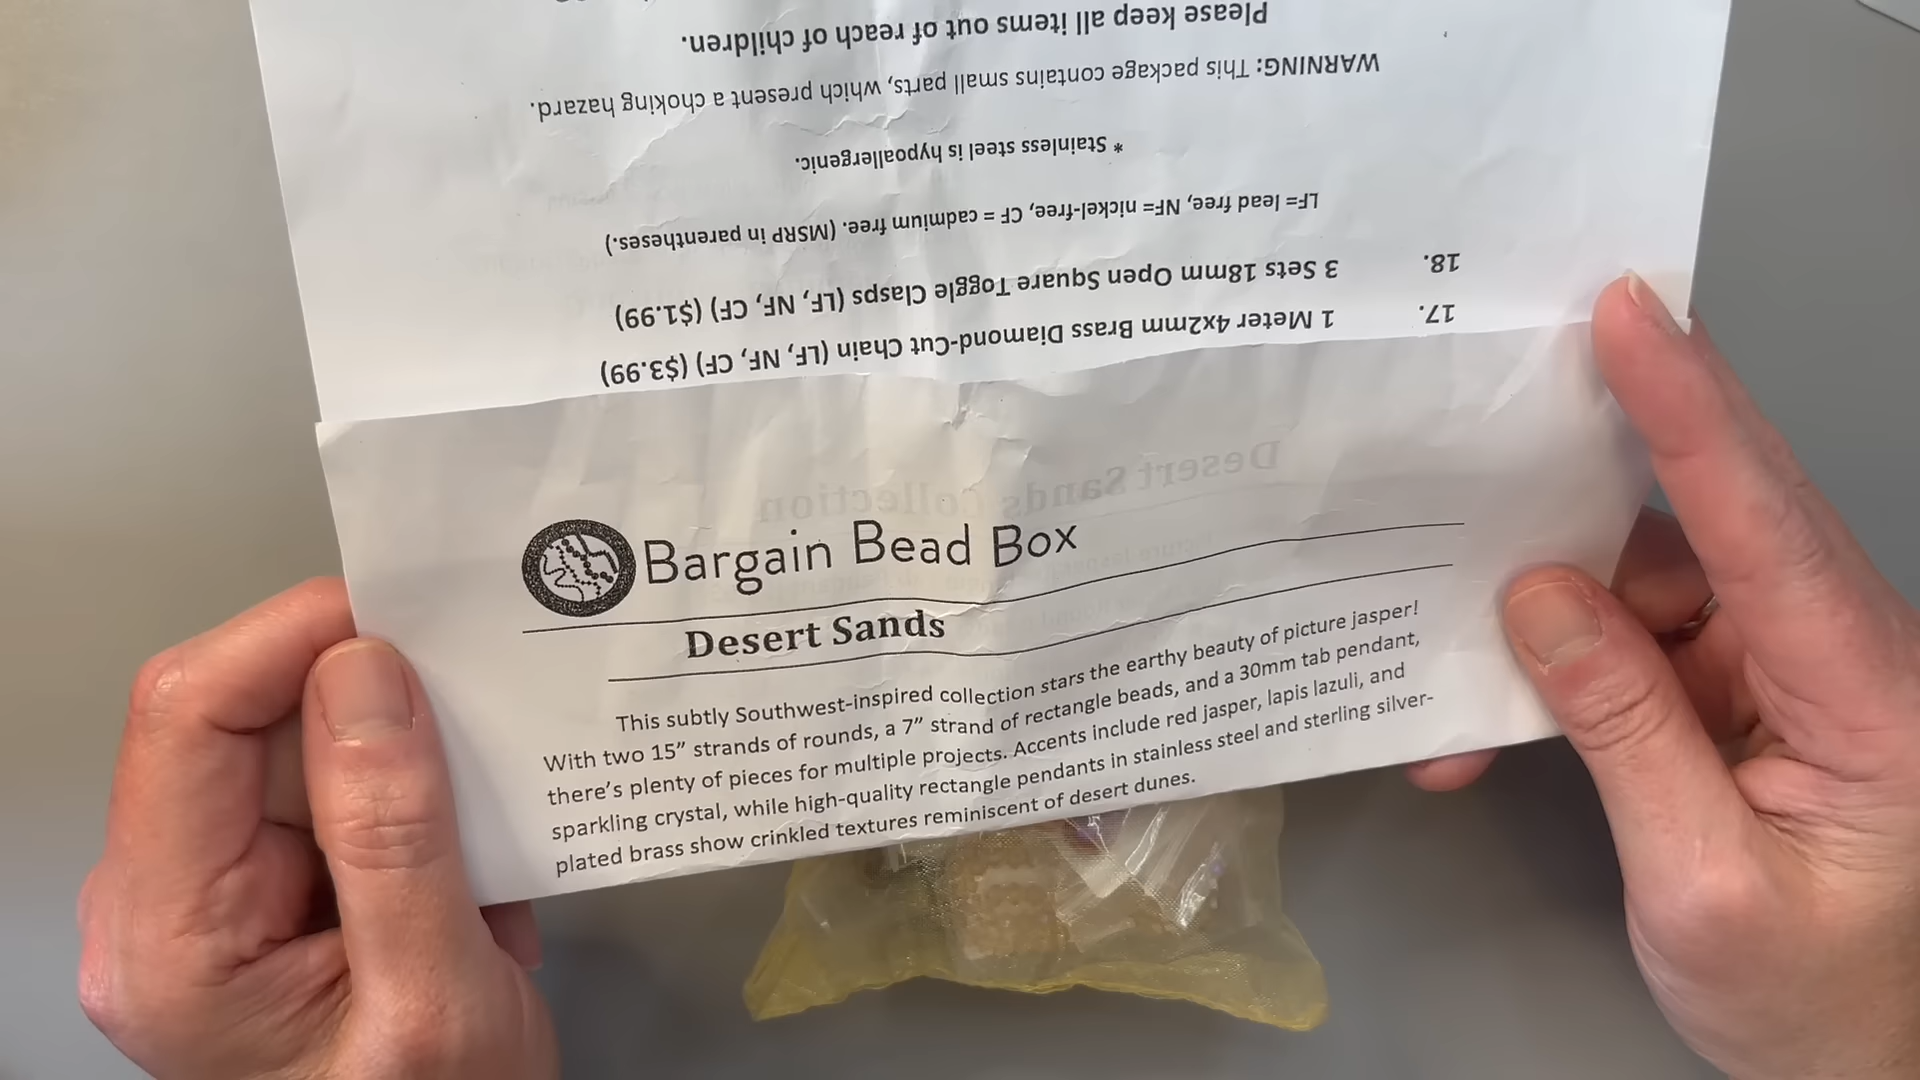 Bargain Bead Box
Desert Sands
This subtly Southwest-inspired collection stars the earthy beauty of picture jasper!
With two 15” strands of rounds, a 7” strand of rectangle beads, and a 30mm tab pendant,
there’s plenty of pieces for multiple projects. Accents include red jasper, lapis lazuli, and
sparkling crystal, while high-quality rectangle pendants in stainless steel and sterling silver-
plated brass show crinkled textures reminiscent of desert dunes.
17. 1 Meter 4x2mm Brass Diamond-Cut Chain (LF, NF, CF) ($3.99)
18. 3 Sets 18mm Open Square Toggle Clasps (LF, NF, CF) ($1.99)
LF= lead free, NF= nickel-free, CF = cadmium free. (MSRP in parentheses.)
* Stainless steel is hypoallergenic.
WARNING: This package contains small parts, which present a choking hazard.
Please keep all items out of reach of children.
Desert Sands Collection